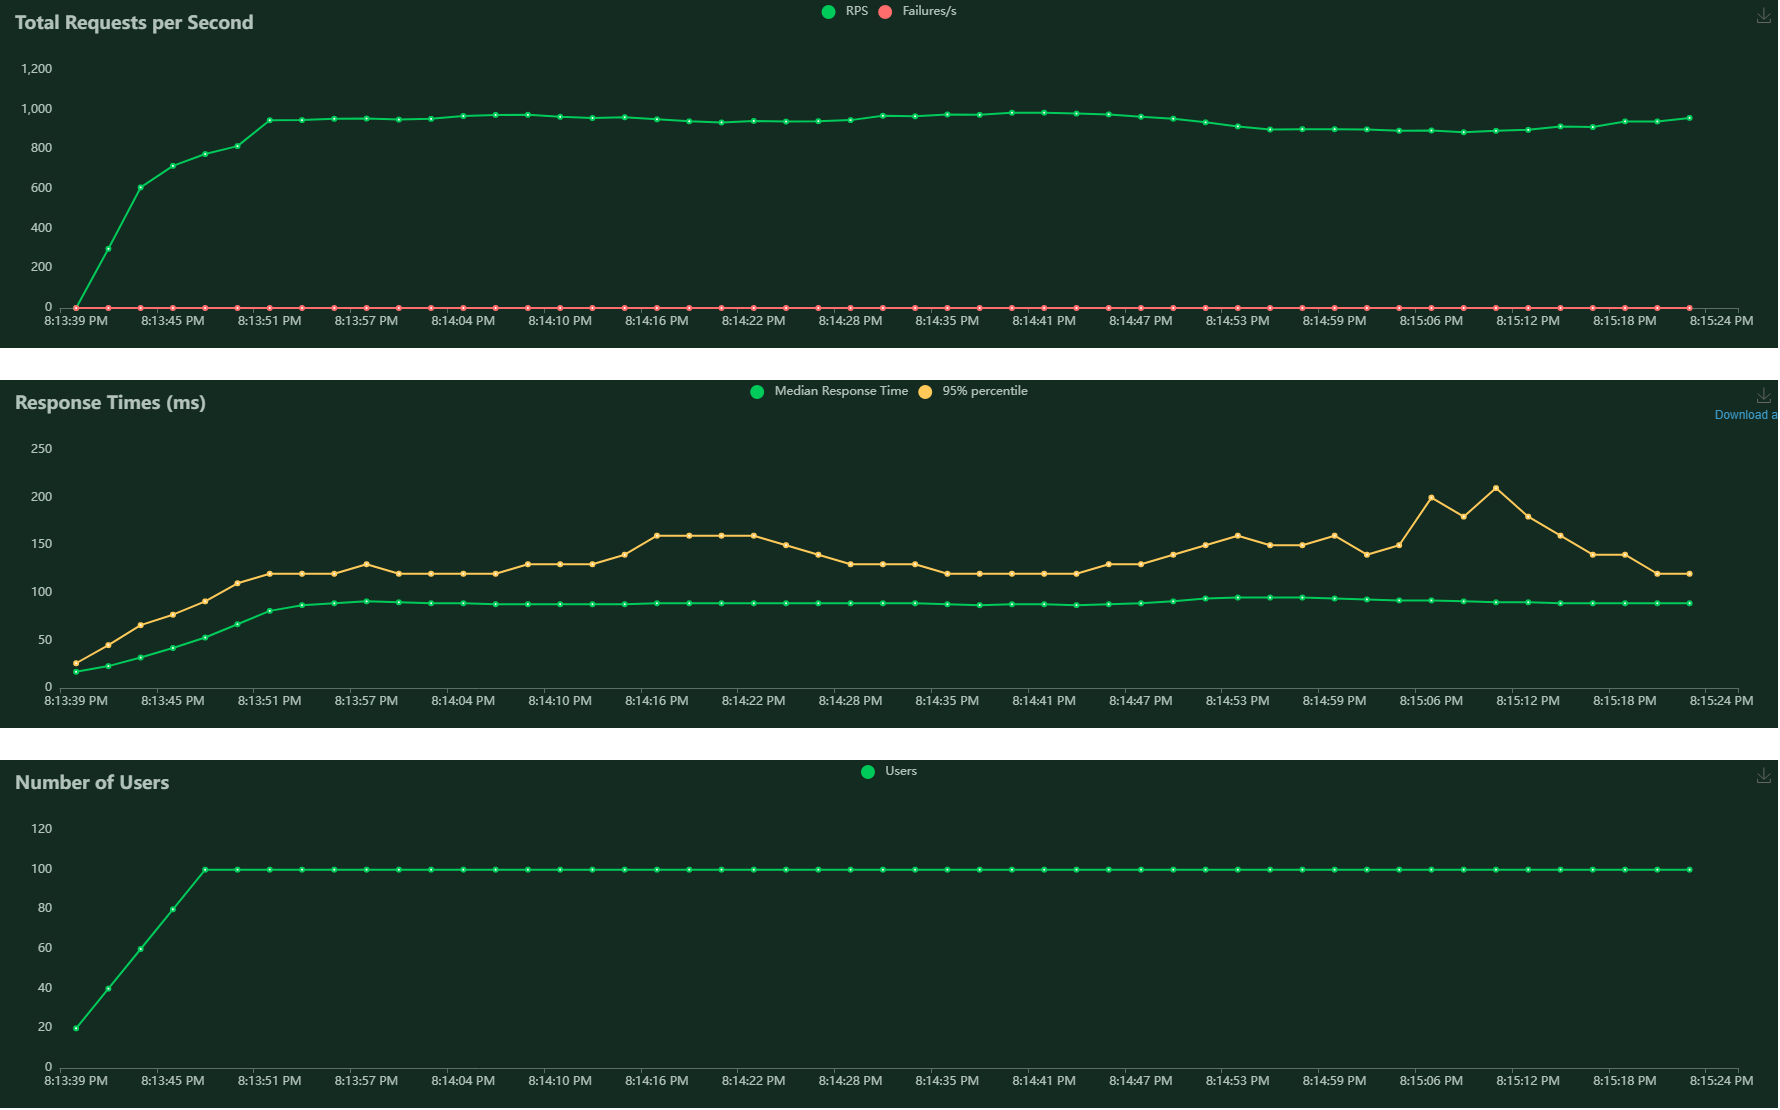 Total Requests per Second
RPS Failures/s
1,200
1,000
800
600
400
200
0
8:13:39 PM 8:13:45 PM 8:13:51 PM 8:13:57 PM 8:14:04 PM 8:14:10 PM 8:14:16 PM 8:14:22 PM 8:14:28 PM 8:14:35 PM 8:14:41 PM 8:14:47 PM 8:14:53 PM 8:14:59 PM 8:15:06 PM 8:15:12 PM 8:15:18 PM 8:15:24 PM
Response Times (ms)
Median Response Time 95% percentile
Download a
250
200
150
100
50
0
8:13:39 PM 8:13:45 PM 8:13:51 PM 8:13:57 PM 8:14:04 PM 8:14:10 PM 8:14:16 PM 8:14:22 PM 8:14:28 PM 8:14:35 PM 8:14:41 PM 8:14:47 PM 8:14:53 PM 8:14:59 PM 8:15:06 PM 8:15:12 PM 8:15:18 PM 8:15:24 PM
Number of Users
Users
120
100
80
60
40
20
0
8:13:39 PM 8:13:45 PM 8:13:51 PM 8:13:57 PM 8:14:04 PM 8:14:10 PM 8:14:16 PM 8:14:22 PM 8:14:28 PM 8:14:35 PM 8:14:41 PM 8:14:47 PM 8:14:53 PM 8:14:59 PM 8:15:06 PM 8:15:12 PM 8:15:18 PM 8:15:24 PM